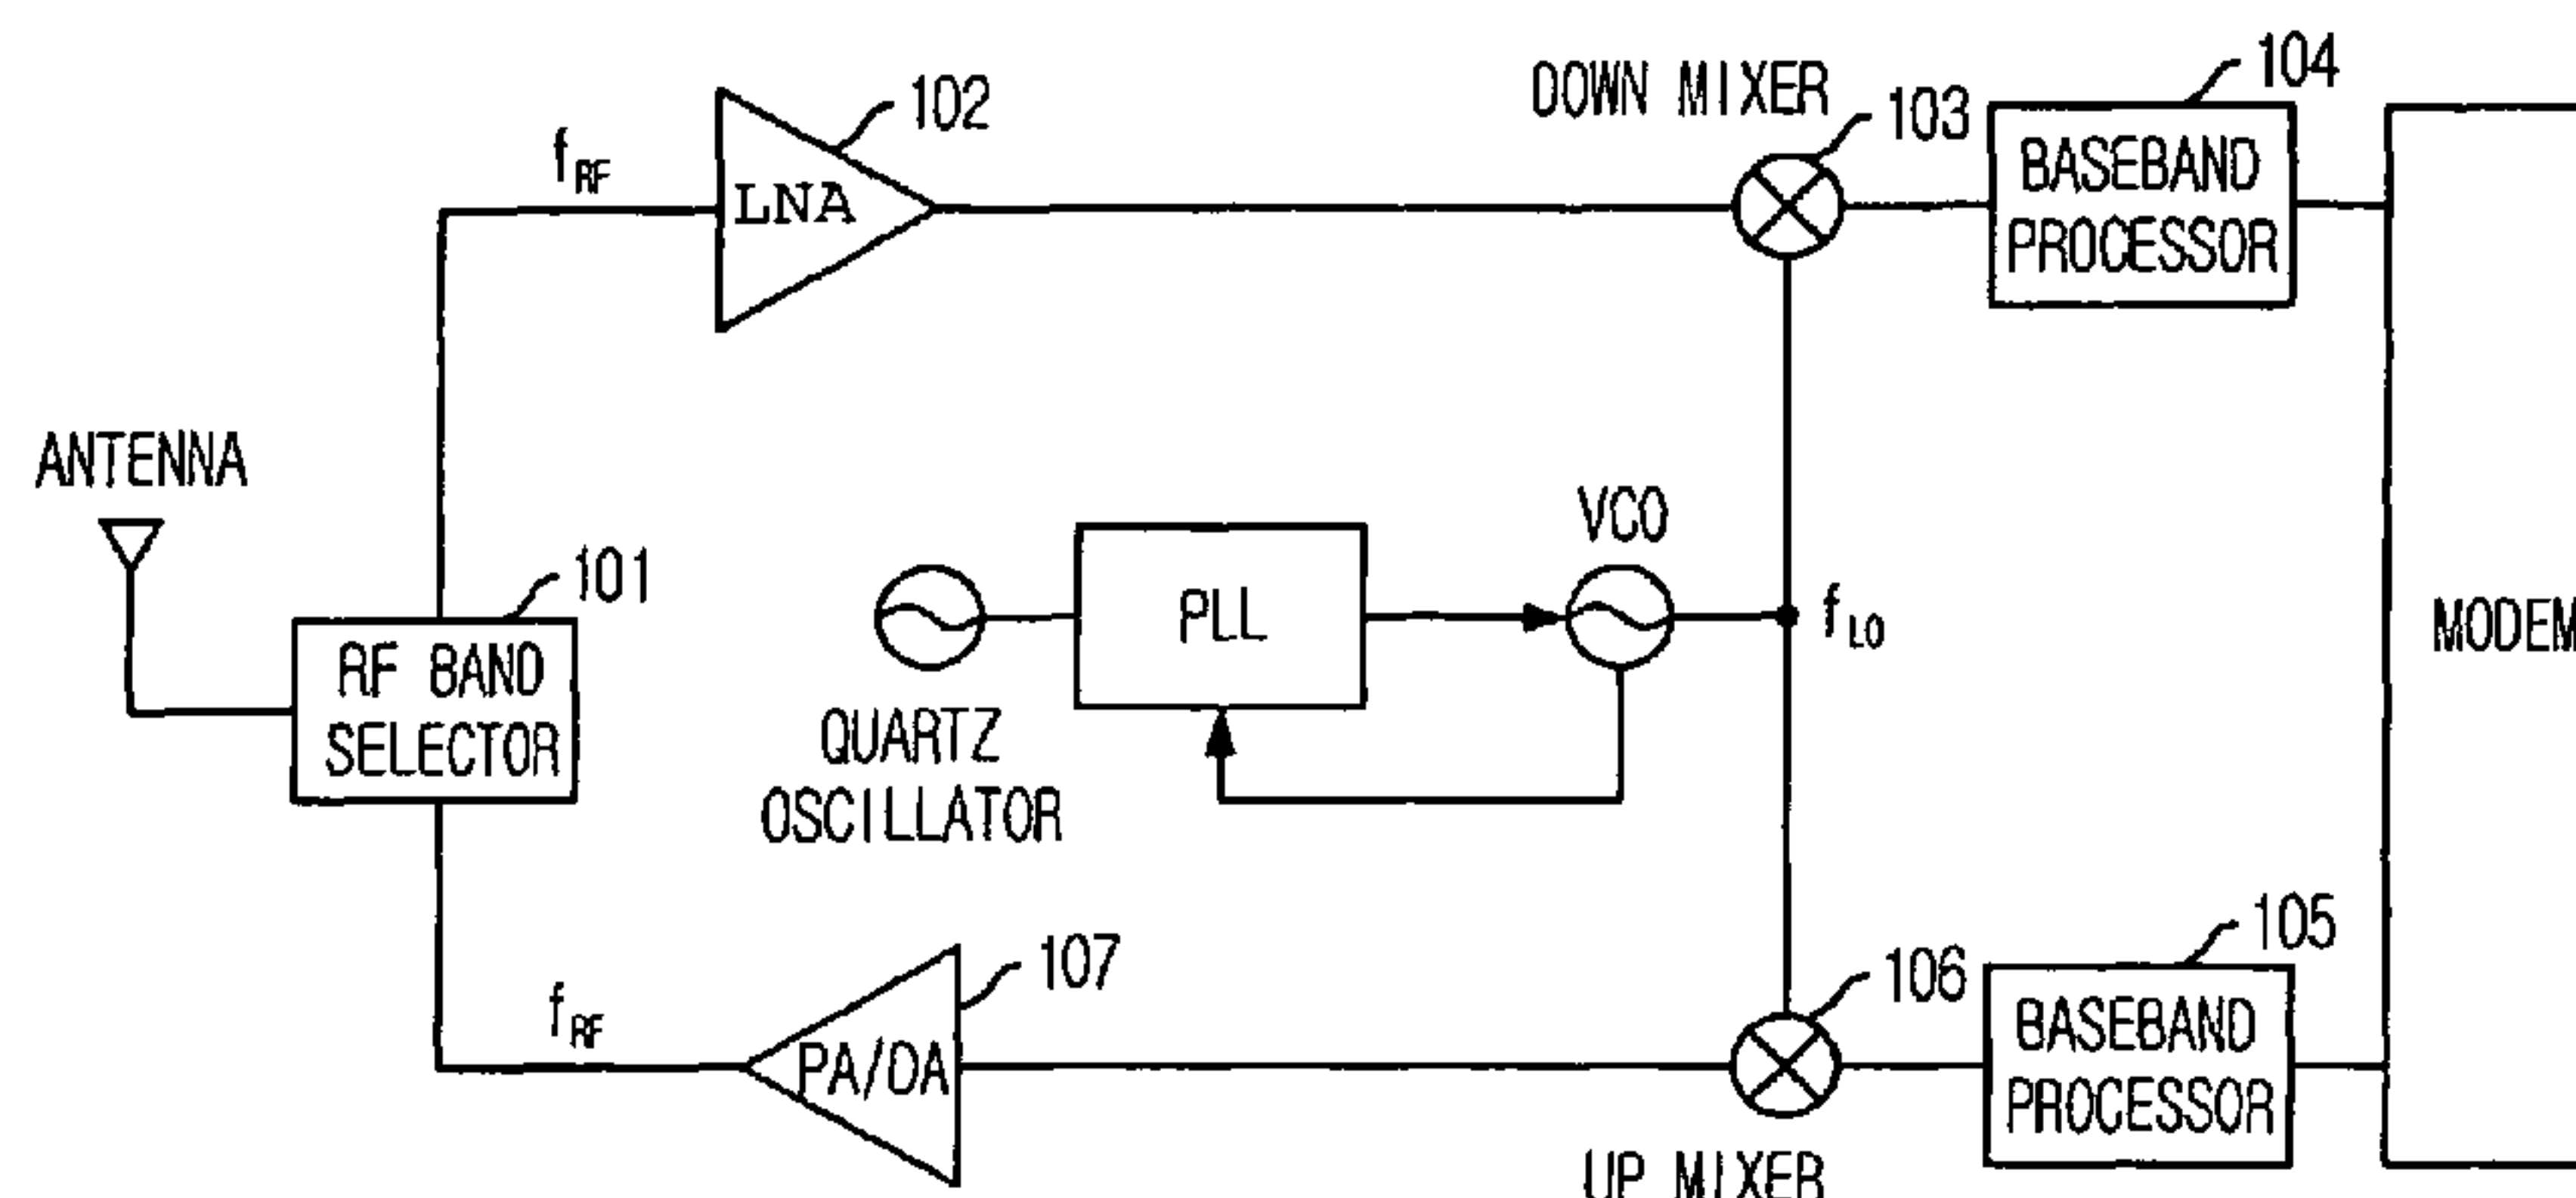 DOWN MIXER
104
102
103
fRF
LNA
BASEBAND
PROCESSOR
ANTENNA
VCO
101
PLL
fLO
MODEM
RF BAND
SELECTOR
QUARTZ
OSCILLATOR
105
107
106
fRF
BASEBAND
PROCESSOR
PA/DA
UP MIXER